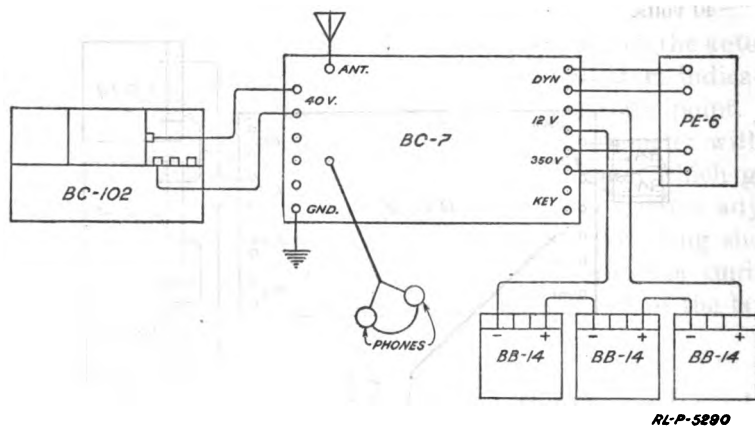 ANT.
40V.
DYN
12 V
PE-6
BC-7
350V
BC-102
KEY
GND.
PHONES
- + - + - +
BB-14 BB-14 BB-14
RL-P-5290